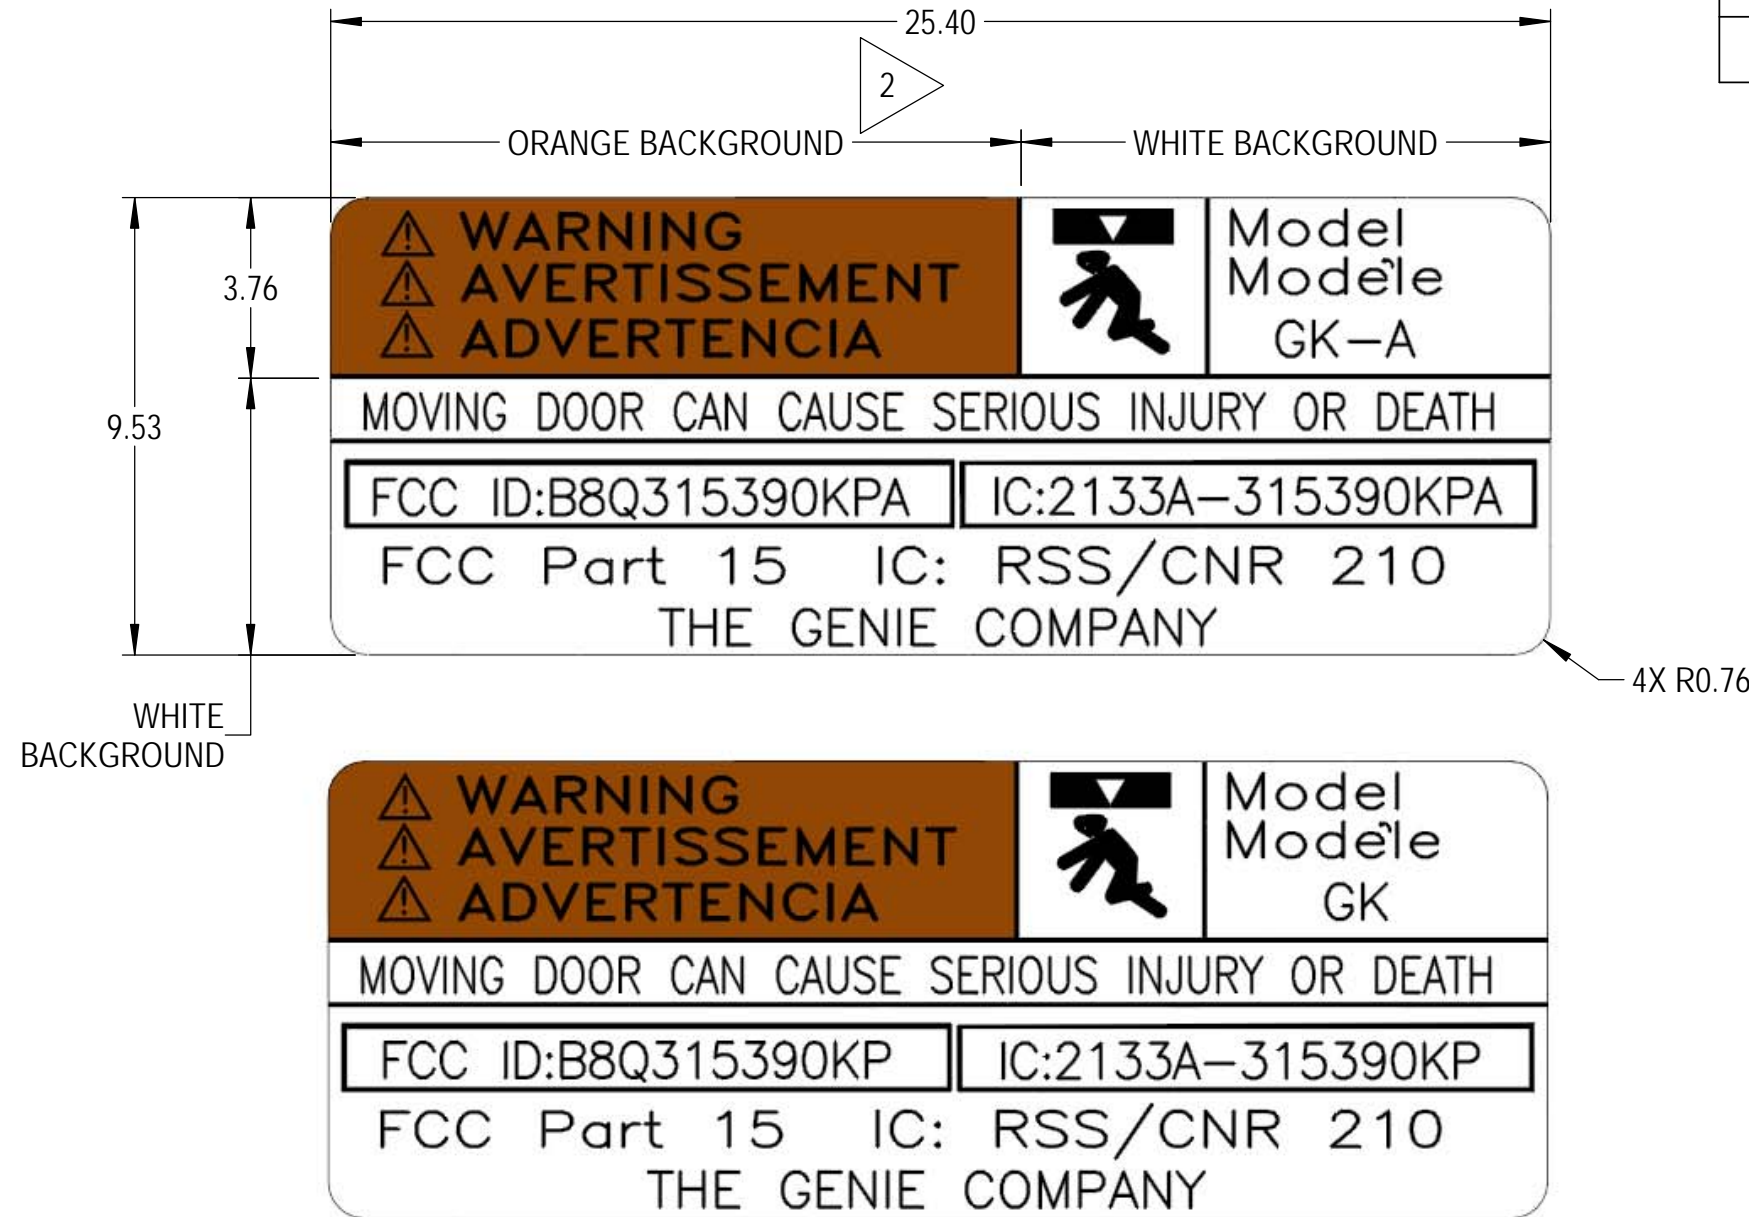 25.40
2
ORANGE BACKGROUND
WHITE BACKGROUND
WARNING
AVERTISSEMENT
ADVERTENCIA
Model
Modèle
GK-A
3.76
9.53
MOVING DOOR CAN CAUSE SERIOUS INJURY OR DEATH
FCC ID:B8Q315390KPA
IC:2133A-315390KPA
FCC Part 15 IC: RSS/CNR 210
THE GENIE COMPANY
4X R0.76
WHITE
BACKGROUND
WARNING
AVERTISSEMENT
ADVERTENCIA
Model
Modèle
GK
MOVING DOOR CAN CAUSE SERIOUS INJURY OR DEATH
FCC ID:B8Q315390KP
IC:2133A-315390KP
FCC Part 15 IC: RSS/CNR 210
THE GENIE COMPANY